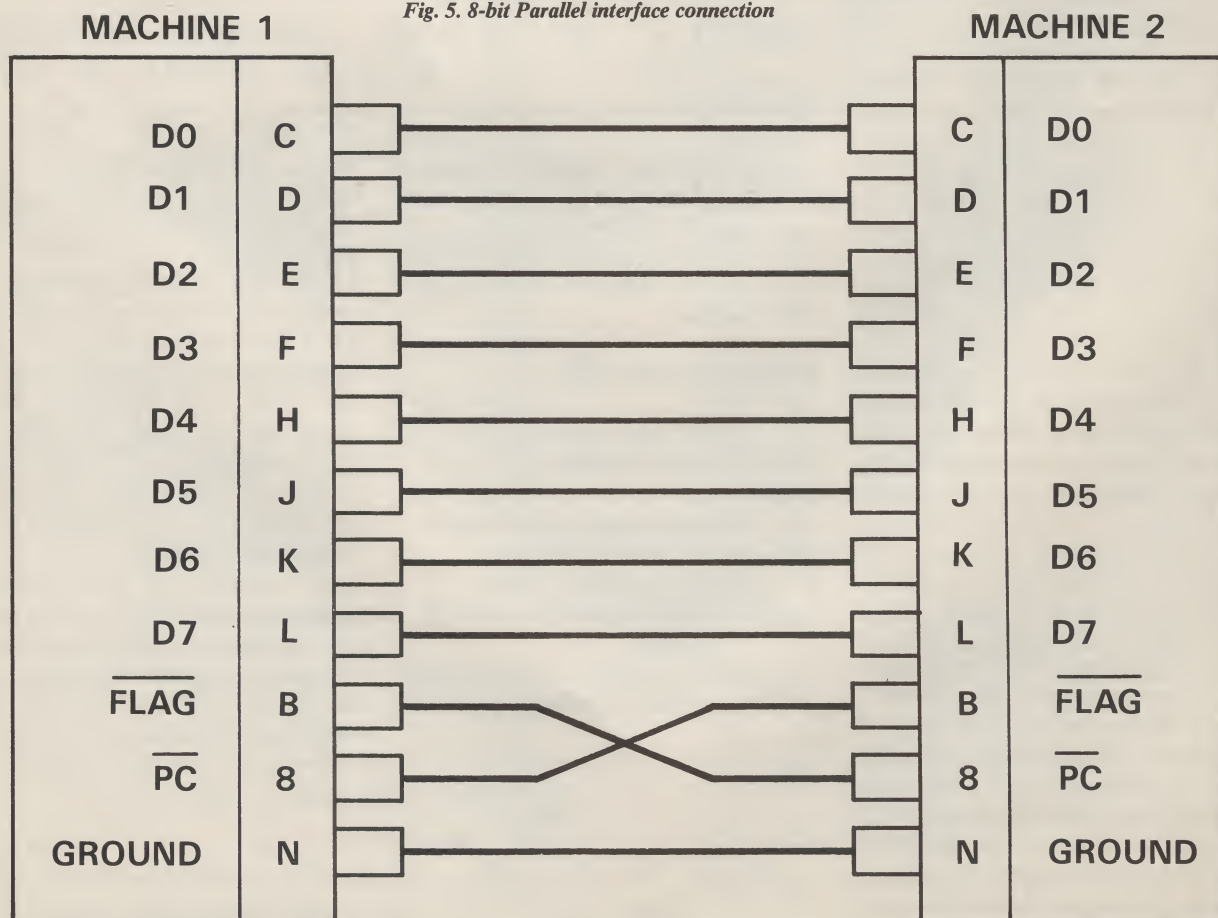 Fig. 5. 8-bit Parallel interface connection
MACHINE 1
MACHINE 2
D0 C C D0
D1 D D D1
D2 E E D2
D3 F F D3
D4 H H D4
D5 J J D5
D6 K K D6
D7 L L D7
FLAG B B FLAG
PC 8 8 PC
GROUND N N GROUND